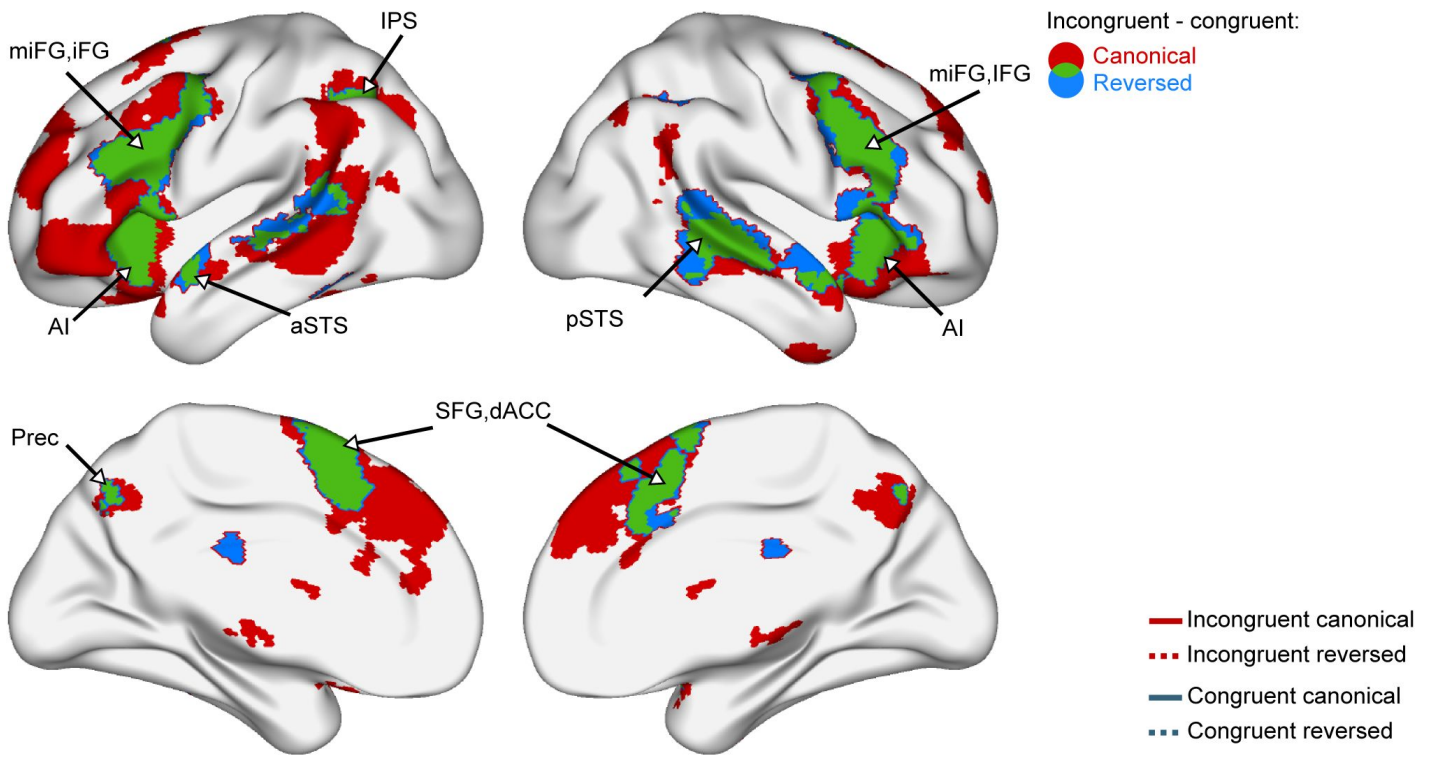 IPS
miFG,iFG
AI
aSTS
miFG,IFG
pSTS
AI
Incongruent - congruent:
Canonical
Reversed
Prec
SFG,dACC
Incongruent canonical
Incongruent reversed
Congruent canonical
Congruent reversed